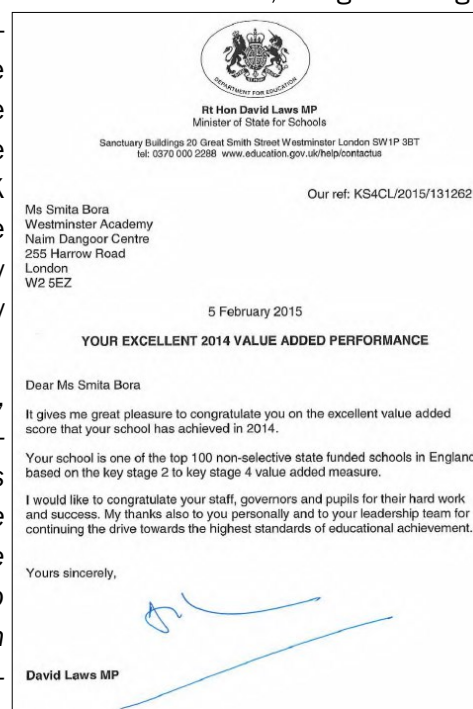 DEPARTMENT FOR EDUCATION
Rt Hon David Laws MP
Minister of State for Schools
Sanctuary Buildings 20 Great Smith Street Westminster London SW1P 3BT
tel: 0370 000 2288 www.education.gov.uk/help/contactus
Our ref: KS4CL/2015/131262
Ms Smita Bora
Westminster Academy
Naim Dangoor Centre
255 Harrow Road
London
W2 5EZ
5 February 2015
YOUR EXCELLENT 2014 VALUE ADDED PERFORMANCE
Dear Ms Smita Bora
It gives me great pleasure to congratulate you on the excellent value added
score that your school has achieved in 2014.
Your school is one of the top 100 non-selective state funded schools in England
based on the key stage 2 to key stage 4 value added measure.
I would like to congratulate your staff, governors and pupils for their hard work
and success. My thanks also to you personally and to your leadership team for
continuing the drive towards the highest standards of educational achievement.
Yours sincerely,
David Laws MP